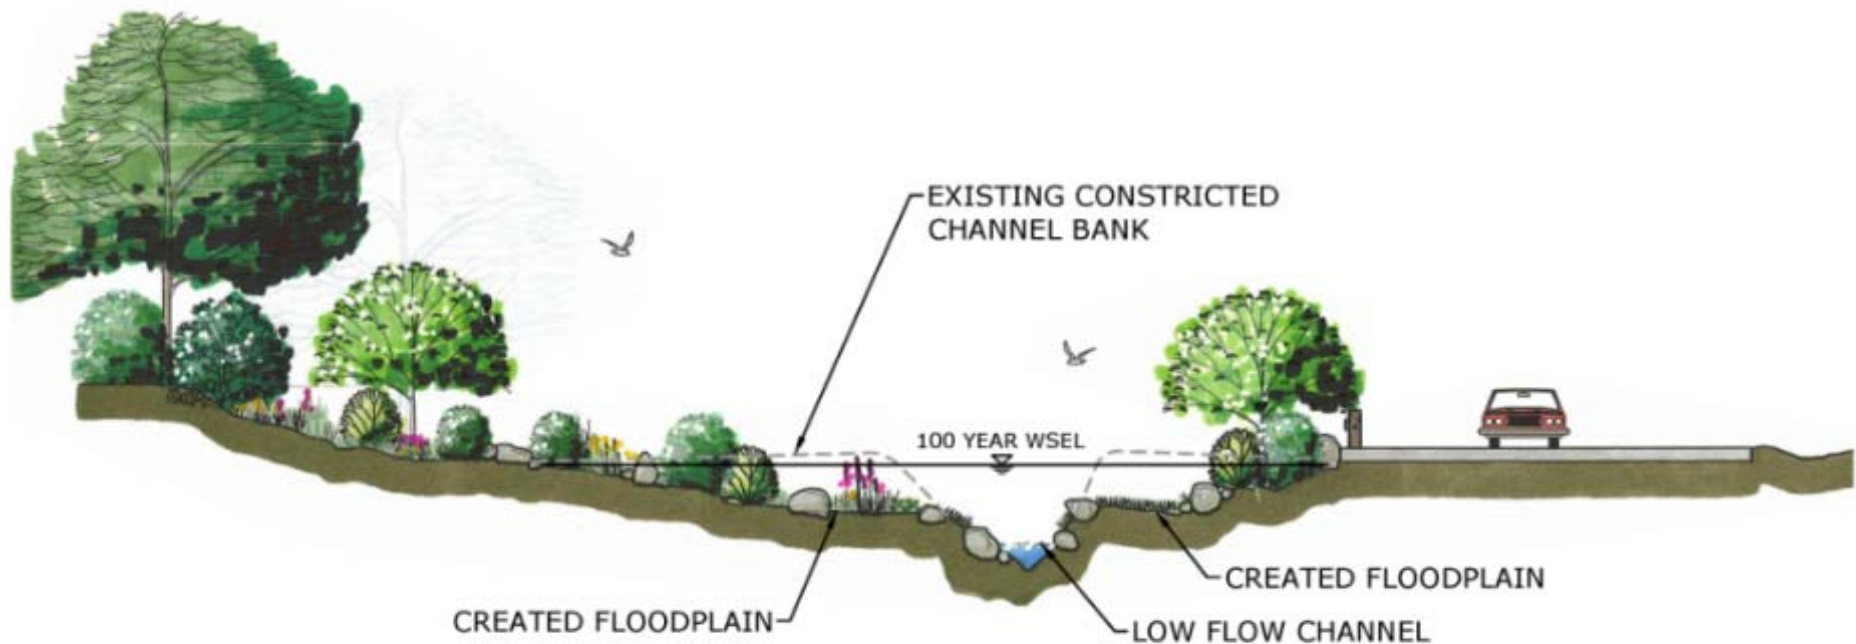 EXISTING CONSTRICTED
CHANNEL BANK
100 YEAR WSEL
CREATED FLOODPLAIN
CREATED FLOODPLAIN
LOW FLOW CHANNEL